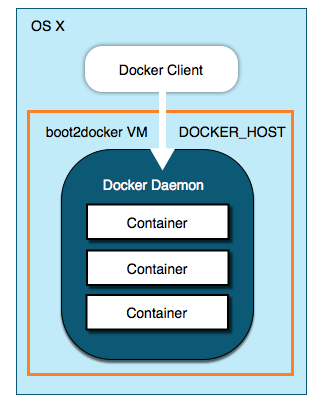 OS X
Docker Client
boot2docker VM
DOCKER_HOST
Docker Daemon
Container
Container
Container